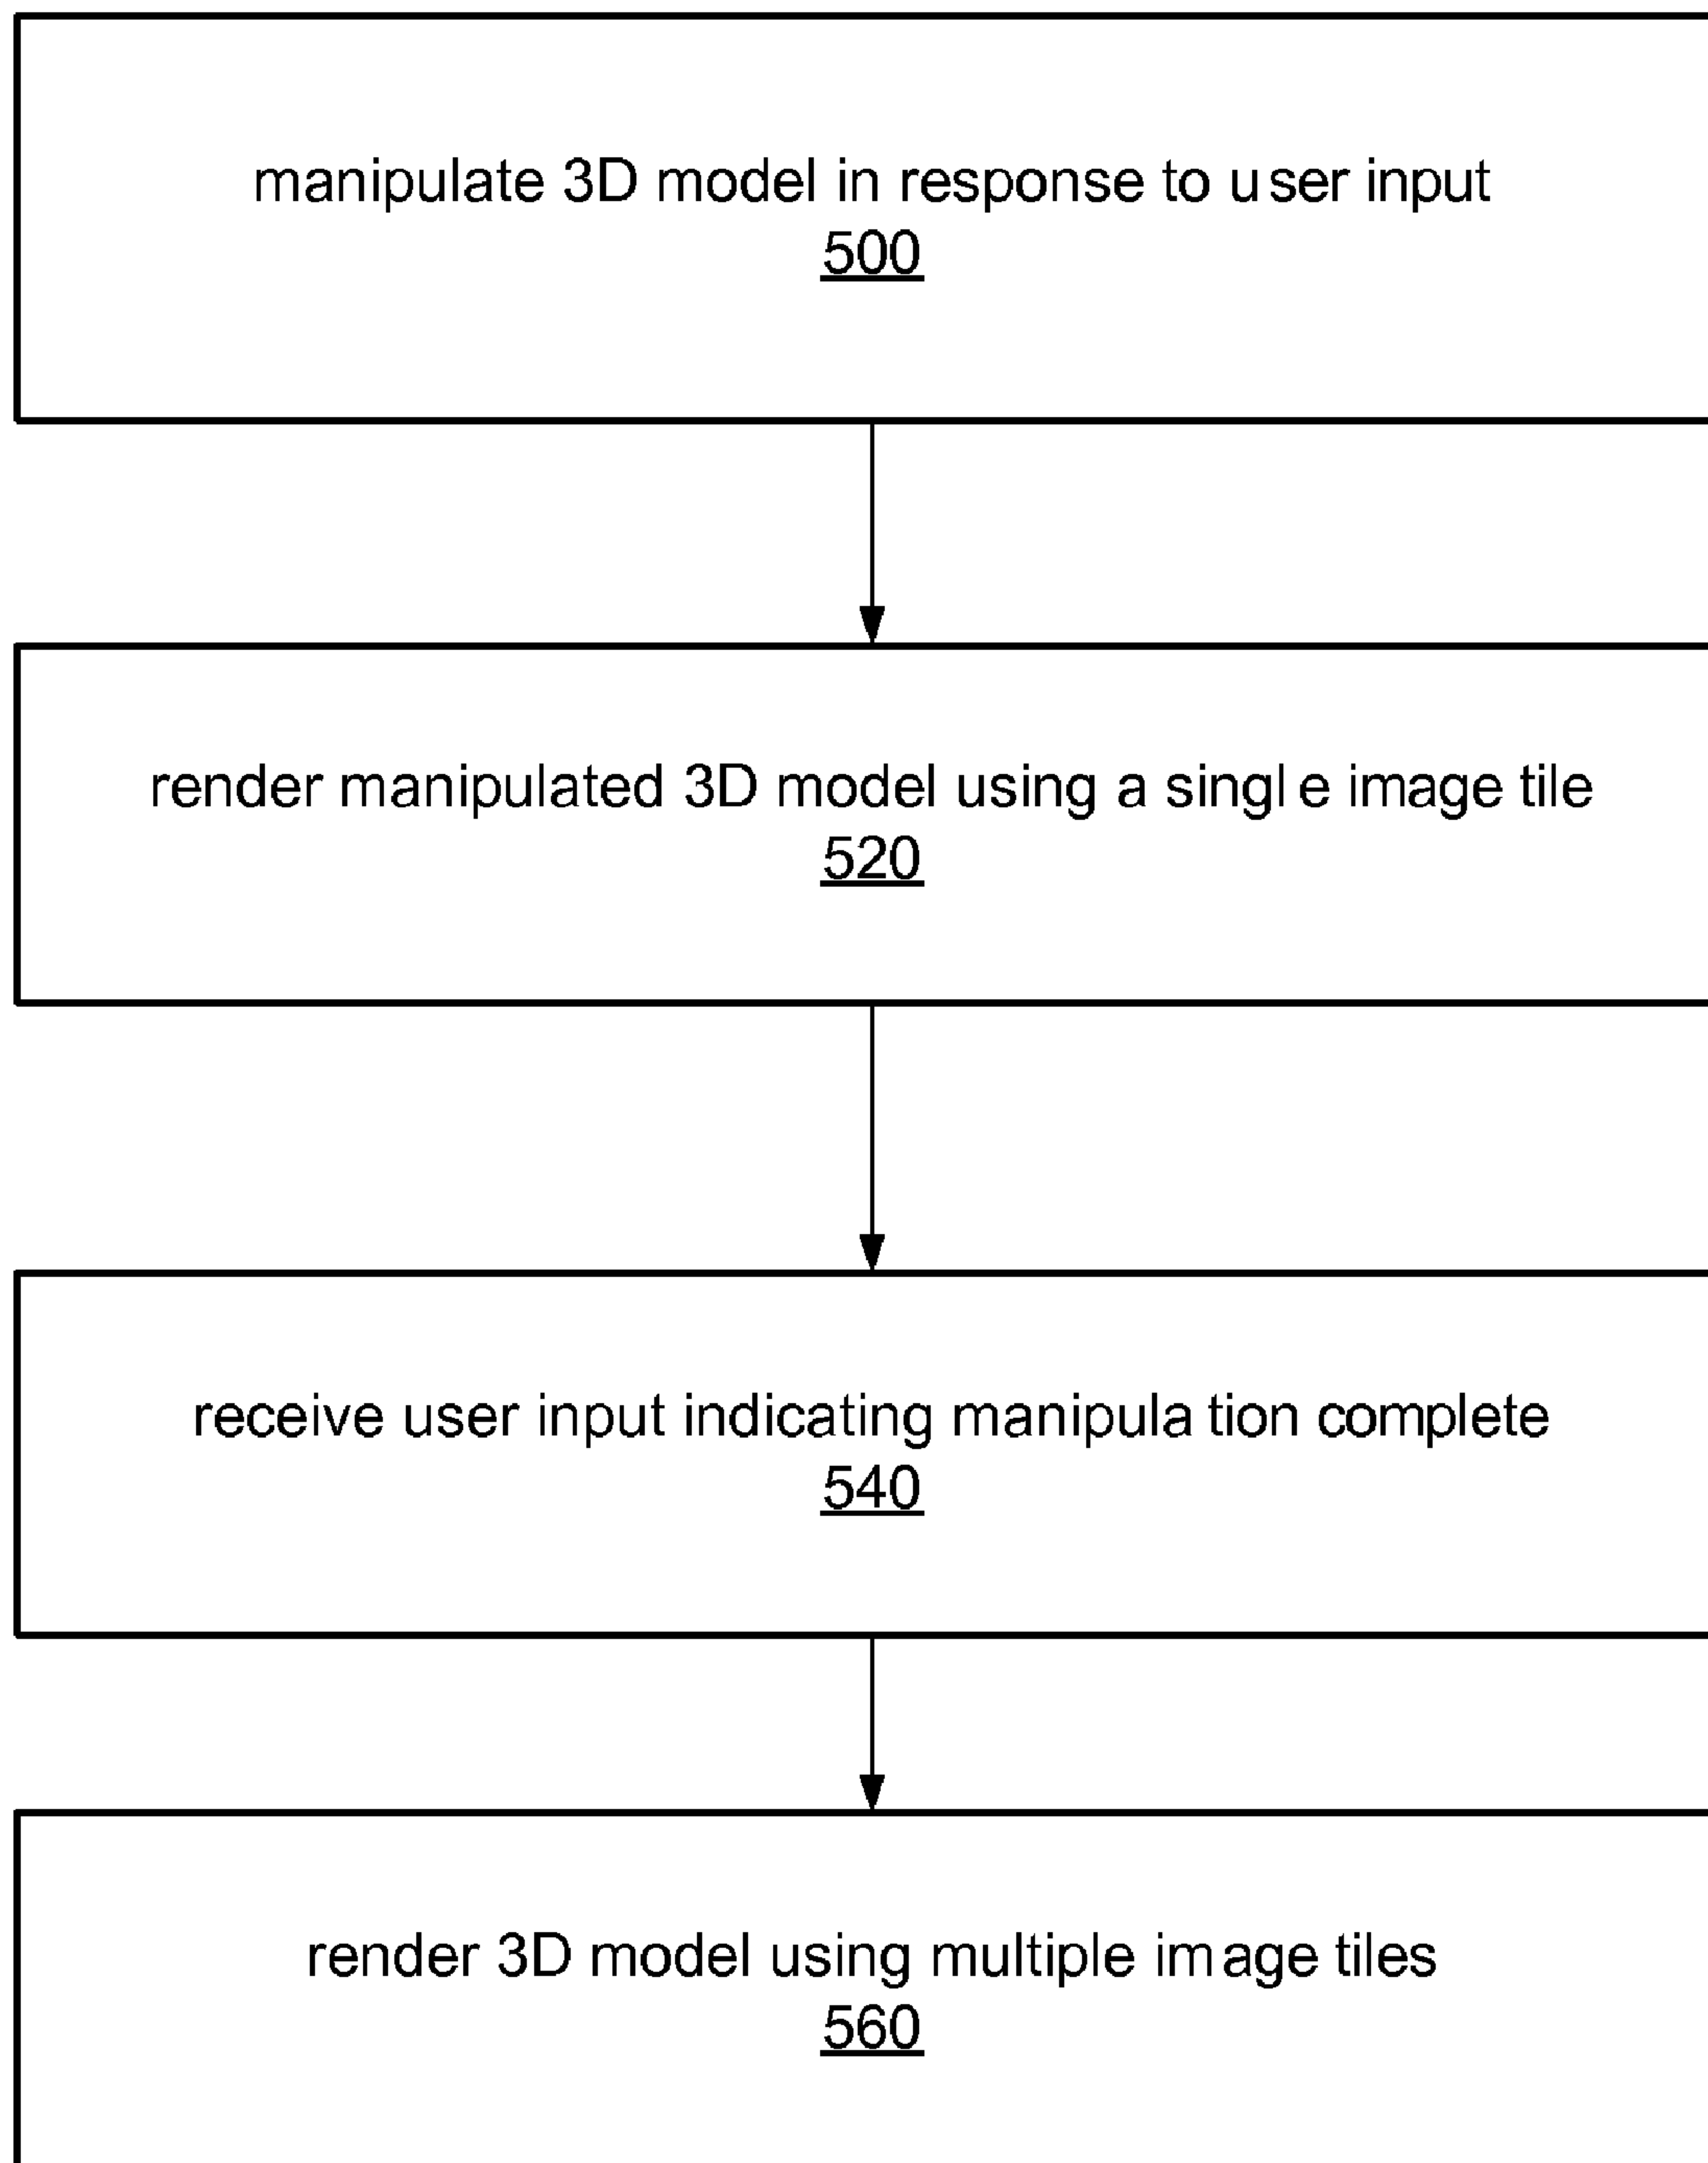 manipulate 3D model in response to user input
500
render manipulated 3D model using a single image tile
520
receive user input indicating manipulation complete
540
render 3D model using multiple image tiles
560